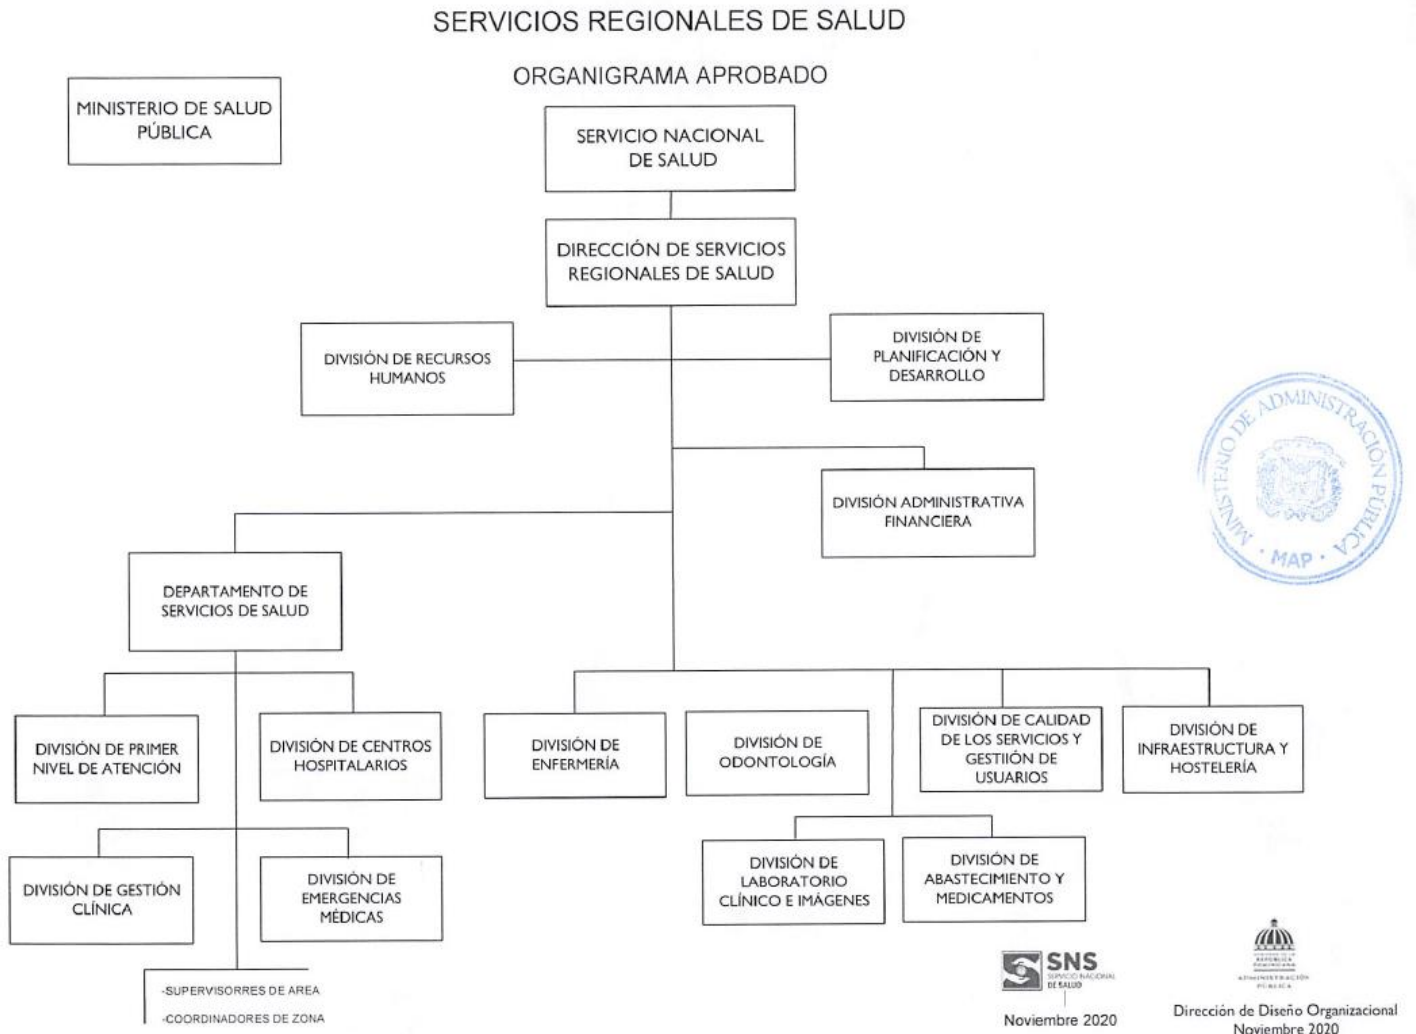 SERVICIOS REGIONALES DE SALUD
ORGANIGRAMA APROBADO
MINISTERIO DE SALUD
PÚBLICA
SERVICIO NACIONAL
DE SALUD
DIRECCIÓN DE SERVICIOS
REGIONALES DE SALUD
DIVISIÓN DE RECURSOS
HUMANOS
DIVISIÓN DE
PLANIFICACIÓN Y
DESARROLLO
DIVISIÓN ADMINISTRATIVA
FINANCIERA
MINISTERIO DE ADMINISTRACIÓN PÚBLICA
· MAP ·
DEPARTAMENTO DE
SERVICIOS DE SALUD
DIVISIÓN DE PRIMER
NIVEL DE ATENCIÓN
DIVISIÓN DE CENTROS
HOSPITALARIOS
DIVISIÓN DE
ENFERMERÍA
DIVISIÓN DE
ODONTOLOGÍA
DIVISIÓN DE CALIDAD
DE LOS SERVICIOS Y
GESTIIÓN DE
USUARIOS
DIVISIÓN DE
INFRAESTRUCTURA Y
HOSTELERÍA
DIVISIÓN DE GESTIÓN
CLÍNICA
DIVISIÓN DE
EMERGENCIAS
MÉDICAS
DIVISIÓN DE
LABORATORIO
CLÍNICO E IMÁGENES
DIVISIÓN DE
ABASTECIMIENTO Y
MEDICAMENTOS
-SUPERVISORRES DE AREA
-COORDINADORES DE ZONA
SNS
SERVICIO NACIONAL
DE SALUD
Noviembre 2020
REPÚBLICA
DOMINICANA
ADMINISTRACIÓN
PÚBLICA
Dirección de Diseño Organizacional
Noviembre 2020